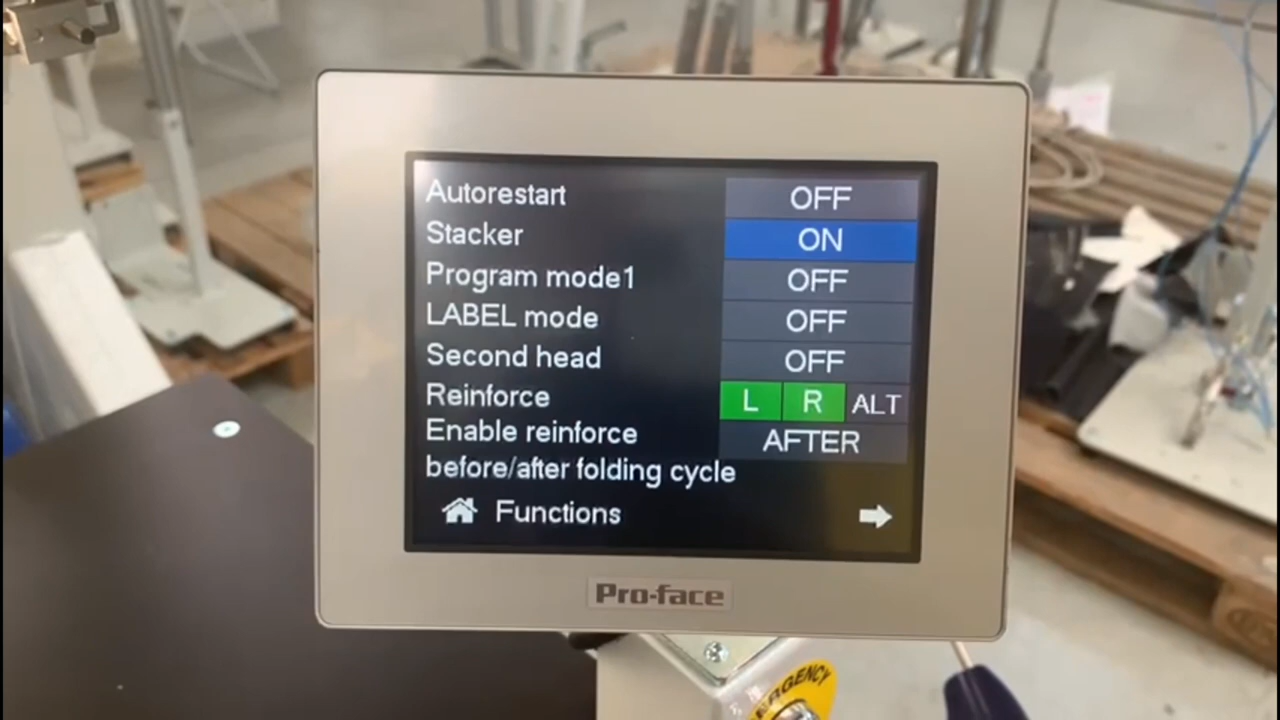 Autorestart OFF
Stacker ON
Program mode1 OFF
LABEL mode OFF
Second head OFF
Reinforce L R ALT
Enable reinforce AFTER
before/after folding cycle
Functions
Pro-face